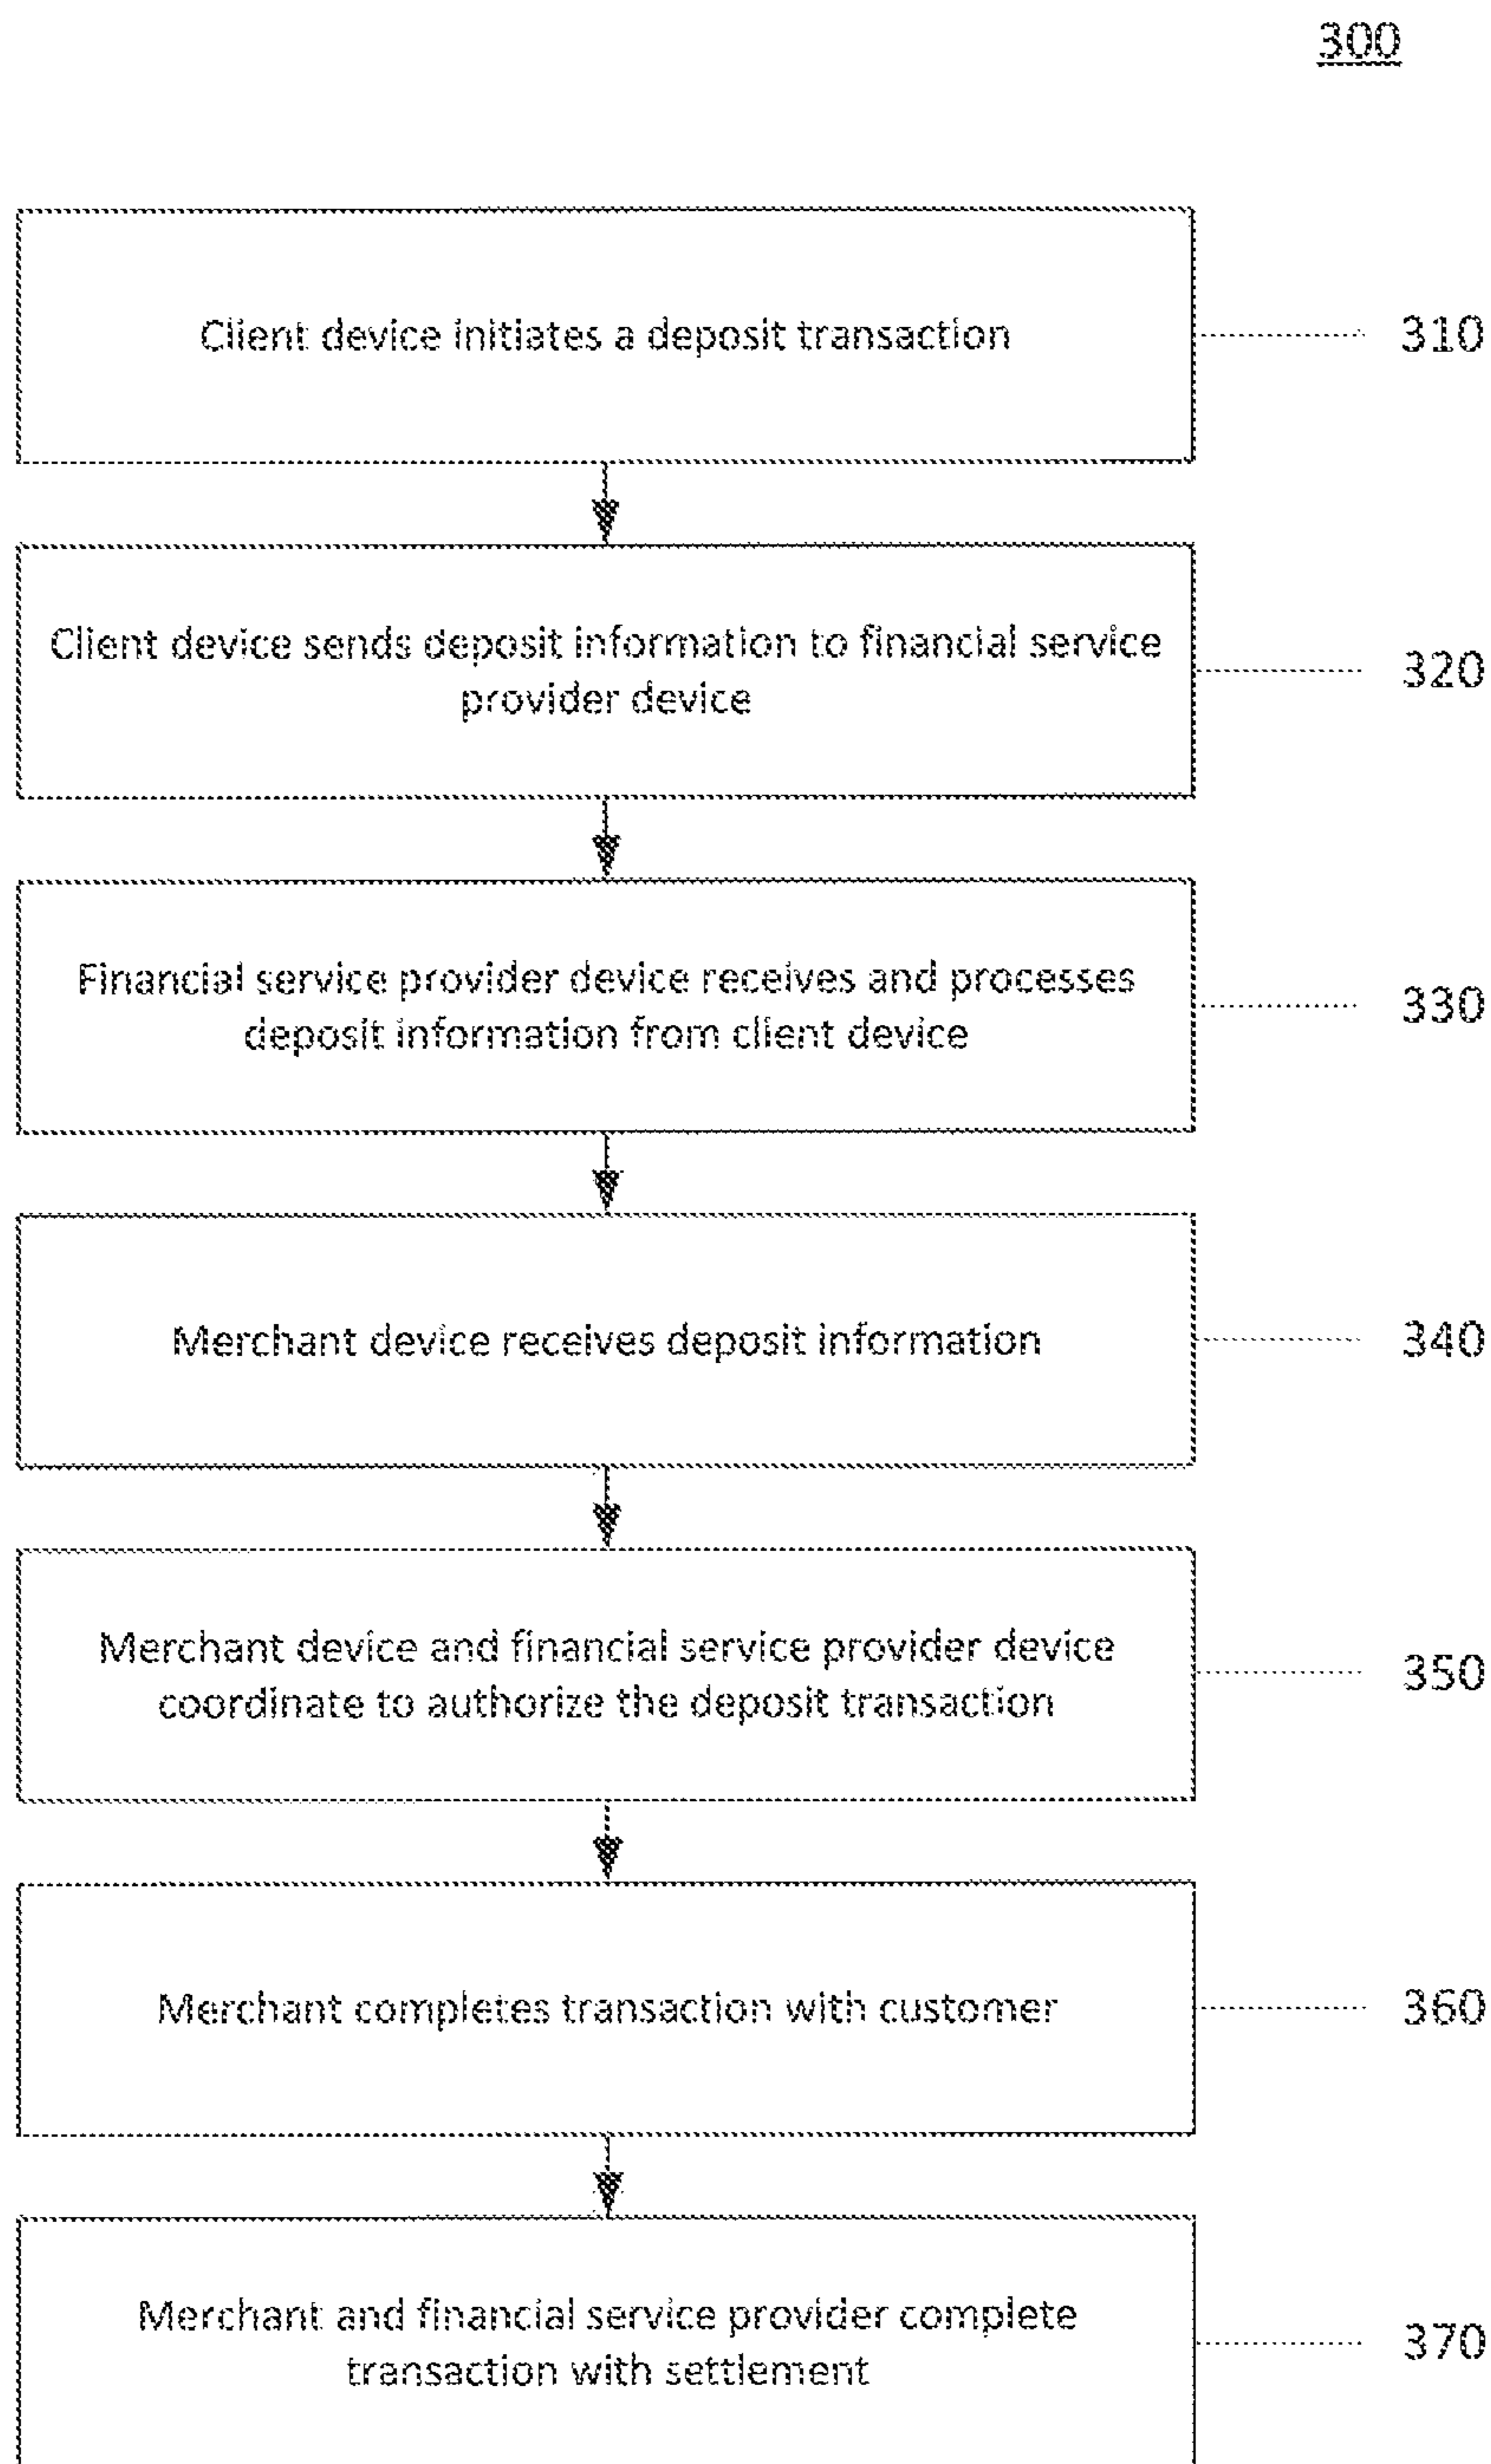 300
Client device initiates a deposit transaction
310
Client device sends deposit information to financial service
provider device
320
Financial service provider device receives and processes
deposit information from client device
330
Merchant device receives deposit information
340
Merchant device and financial service provider device
coordinate to authorize the deposit transaction
350
Merchant completes transaction with customer
360
Merchant and financial service provider complete
transaction with settlement
370